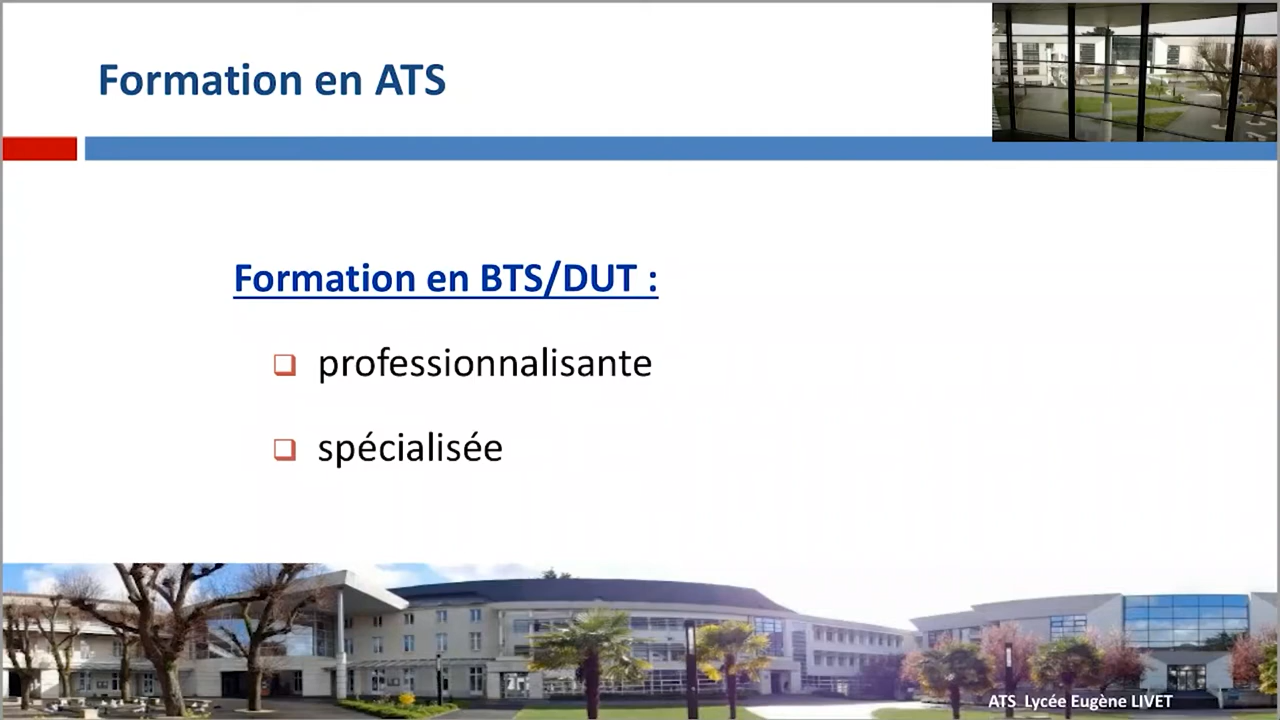 Formation en ATS
Formation en BTS/DUT :
professionnalisante
spécialisée
ATS Lycée Eugène LIVET